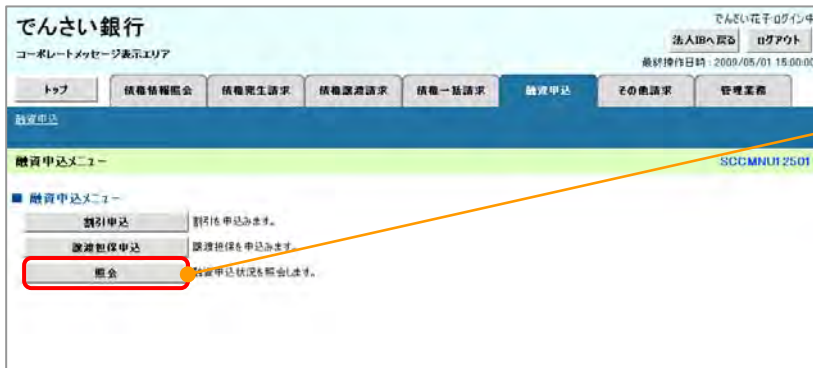 でんさい銀行
コーポレートメッセージ表示エリア
でんさい花子ログイン中
法人IBへ戻る ログアウト
最終操作日時：2009/05/01 15:00:00
トップ 債権情報照会 債権発生請求 債権譲渡請求 債権一括請求 融資申込 その他請求 管理業務
融資申込
融資申込メニュー SCCMNU12501
■ 融資申込メニュー
割引申込 割引を申込みます。
譲渡担保申込 譲渡担保を申込みます。
照会 融資申込状況を照会します。